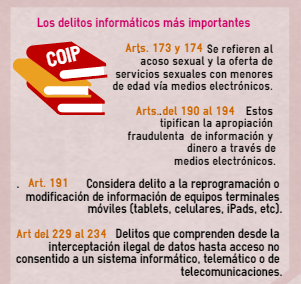 Los delitos informáticos más importantes
COIP
Arts. 173 y 174 Se refieren al
acoso sexual y la oferta de
servicios sexuales con menores
de edad vía medios electrónicos.
Arts..del 190 al 194 Estos
tipifican la apropiación
fraudulenta de información y
dinero a través de
medios electrónicos.
. Art. 191 Considera delito a la reprogramación o
modificación de información de equipos terminales
móviles (tablets, celulares, iPads, etc).
Art del 229 al 234 Delitos que comprenden desde la
interceptación ilegal de datos hasta acceso no
consentido a un sistema informático, telemático o de
telecomunicaciones.